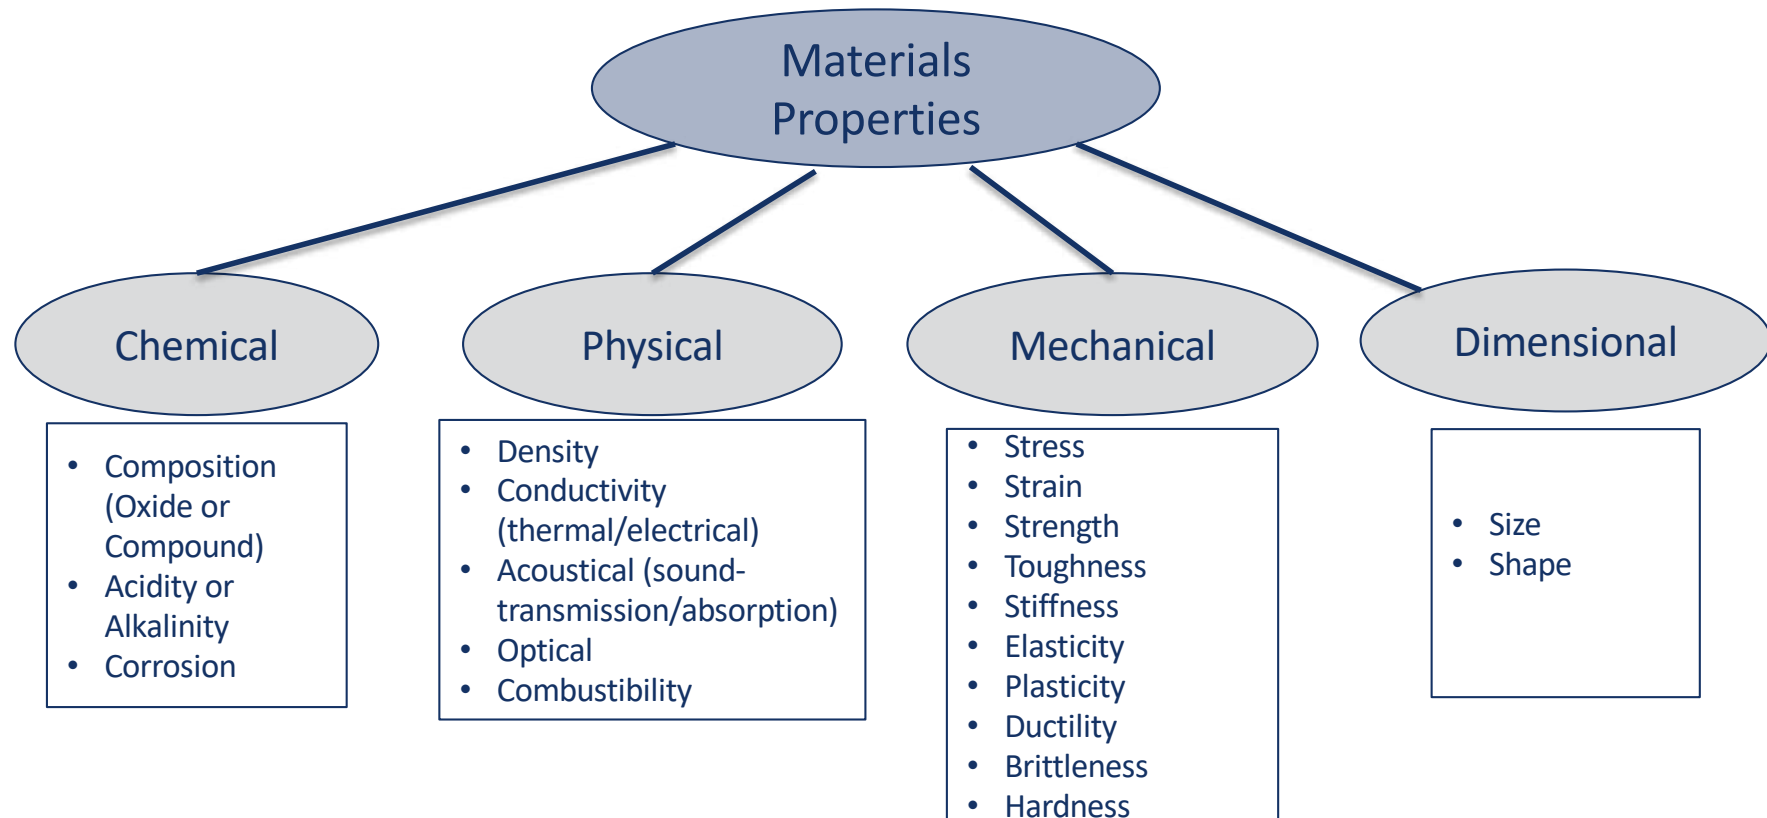 Materials
Properties
Chemical
Physical
Mechanical
Dimensional
• Composition
(Oxide or
Compound)
• Acidity or
Alkalinity
• Corrosion
• Density
• Conductivity
(thermal/electrical)
• Acoustical (sound-
transmission/absorption)
• Optical
• Combustibility
• Stress
• Strain
• Strength
• Toughness
• Stiffness
• Elasticity
• Plasticity
• Ductility
• Brittleness
• Hardness
• Size
• Shape